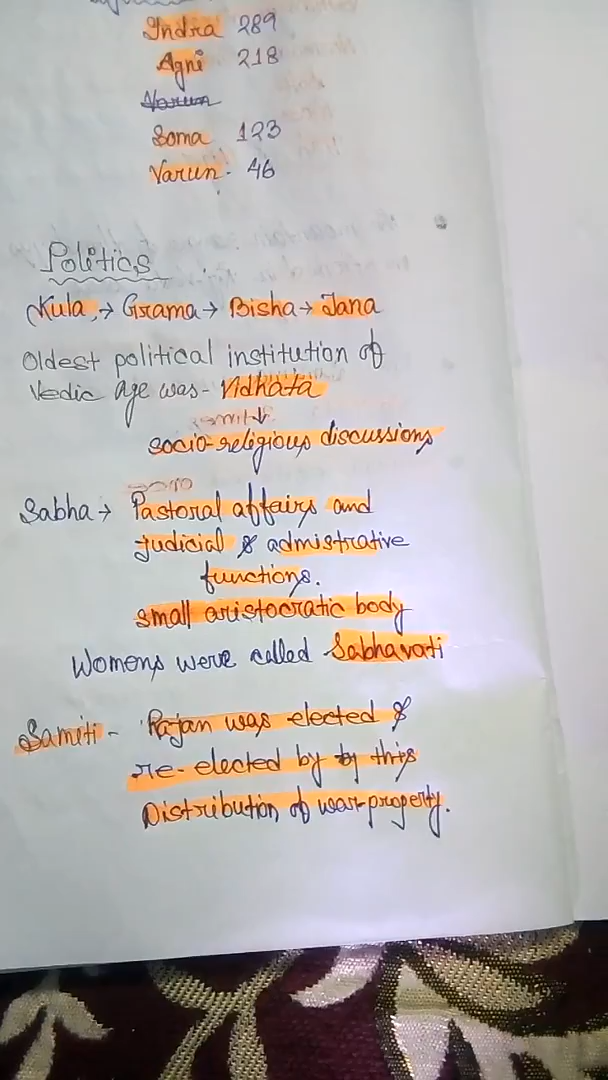 Indra 289
Agni 218
Varun
Soma 123
Varun - 46
Politics
Kula → Grama → Bisha → Jana
Oldest political institution of
Vedic age was - Vidhata
socio-religious discussions
Sabha → Pastoral affairs and
judicial & admistrative
functions.
small aristocratic body
Womens were called Sabhavati
Samiti - Rajan was elected &
re-elected by by this
Distribution of war-property.